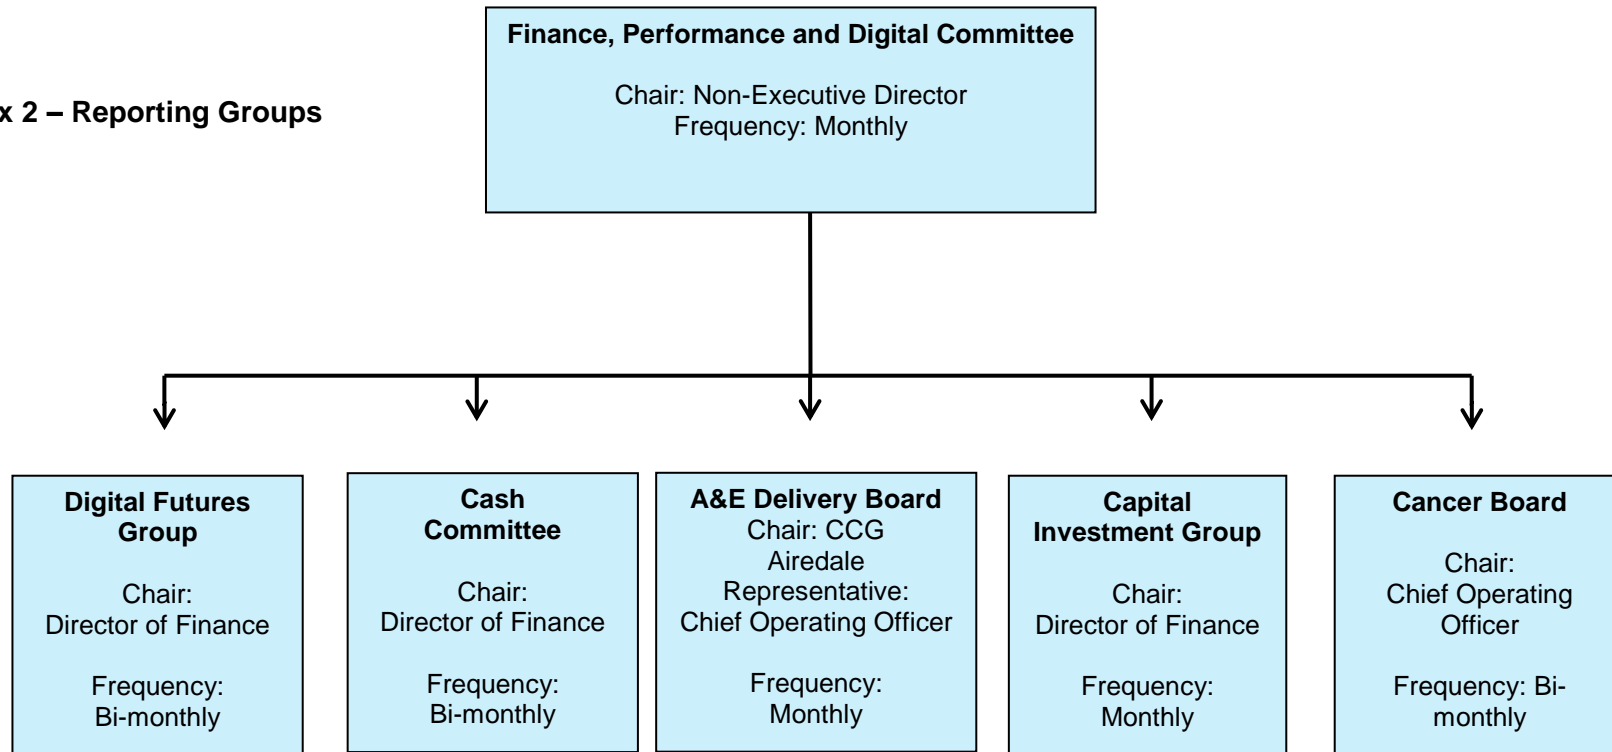 Finance, Performance and Digital Committee
Chair: Non-Executive Director
Frequency: Monthly
x 2 – Reporting Groups
Digital Futures
Group
Chair:
Director of Finance
Frequency:
Bi-monthly
Cash
Committee
Chair:
Director of Finance
Frequency:
Bi-monthly
A&E Delivery Board
Chair: CCG
Airedale
Representative:
Chief Operating Officer
Frequency:
Monthly
Capital
Investment Group
Chair:
Director of Finance
Frequency:
Monthly
Cancer Board
Chair:
Chief Operating
Officer
Frequency: Bi-
monthly